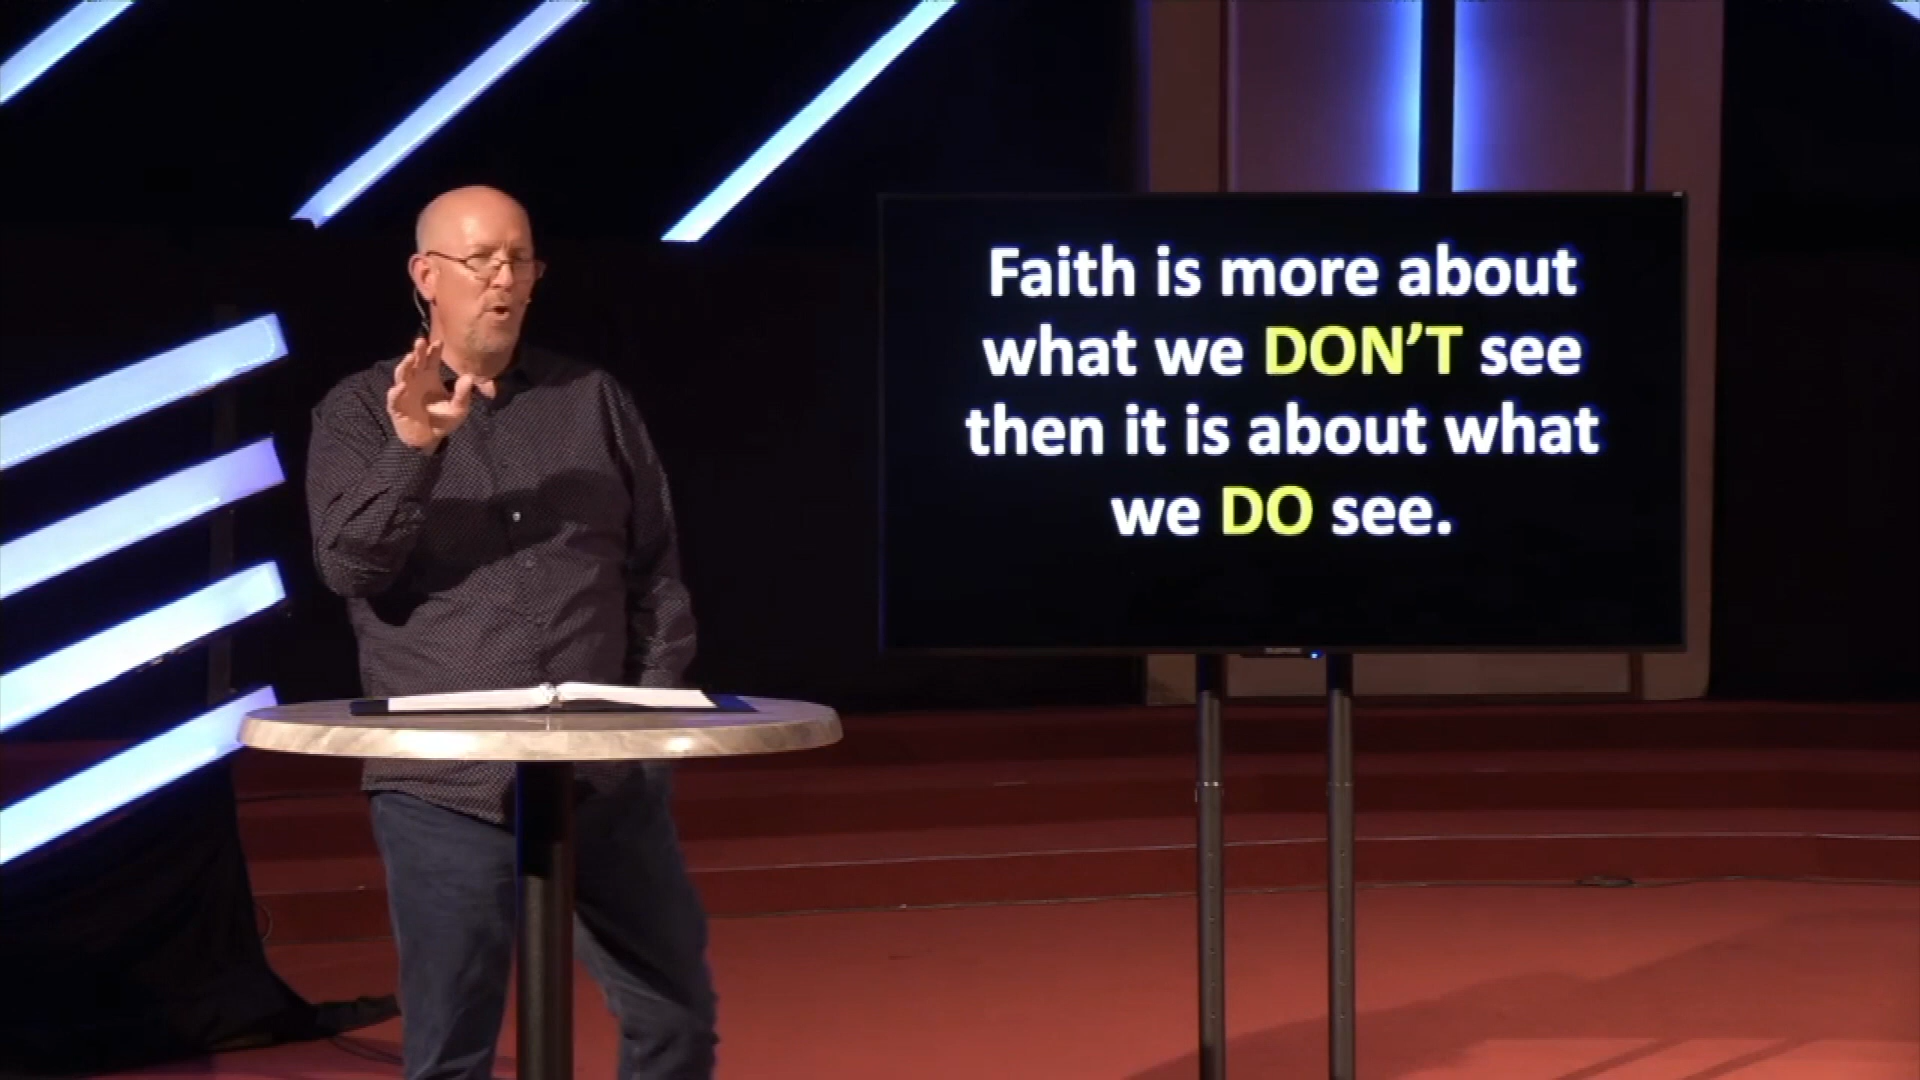 Faith is more about
what we DON'T see
then it is about what
we DO see.